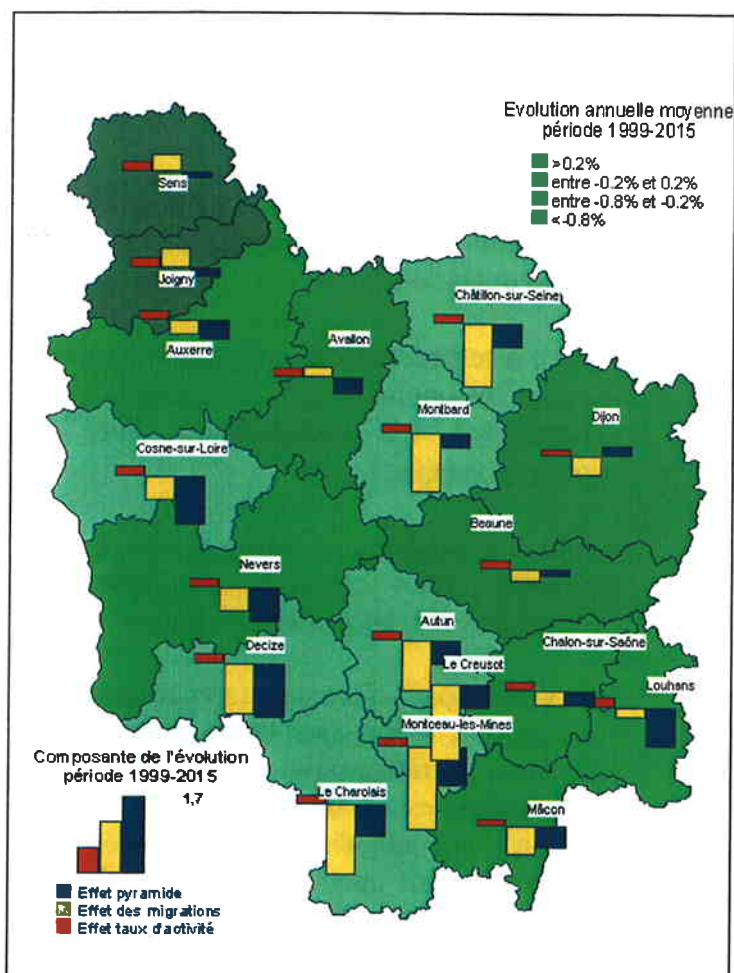 Evolution annuelle moyenne
période 1999-2015
>0.2%
entre -0.2% et 0.2%
entre -0.8% et -0.2%
<-0.8%
Sens
Joigny
Châtillon-sur-Seine
Auxerre
Avallon
Montbard
Dijon
Cosne-sur-Loire
Beaune
Nevers
Autun
Decize
Chalon-sur-Saône
Le Creusot
Louhans
Montceau-les-Mines
Composante de l'évolution
période 1999-2015
1,7
Le Charolais
Mâcon
Effet pyramide
Effet des migrations
Effet taux d'activité